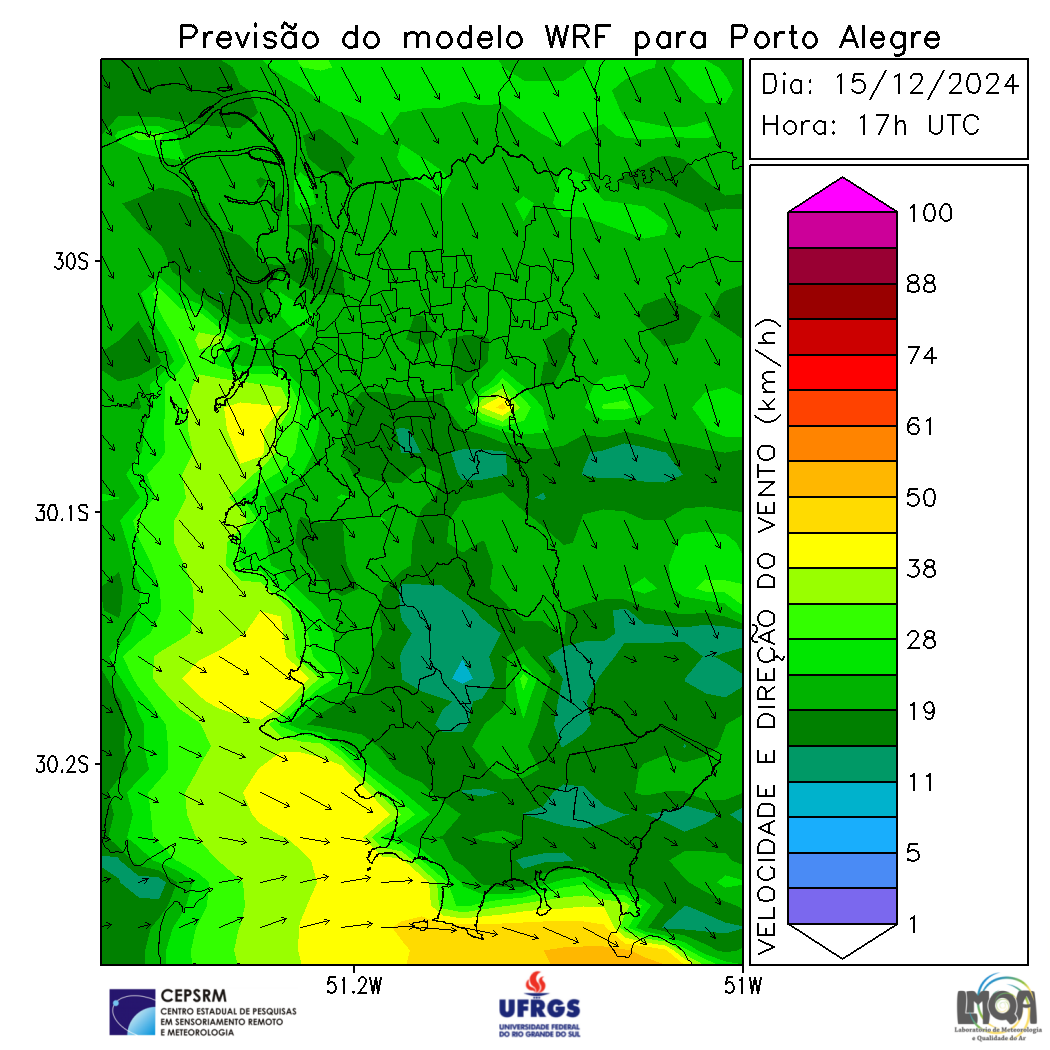 Previsão do modelo WRF para Porto Alegre
Dia: 15/12/2024
Hora: 17h UTC
30S
30.1S
30.2S
51.2W
51W
VELOCIDADE E DIREÇÃO DO VENTO (km/h)
100
88
74
61
50
38
28
19
11
5
1
CEPSRM
CENTRO ESTADUAL DE PESQUISAS
EM SENSORIAMENTO REMOTO
E METEOROLOGIA
UFRGS
UNIVERSIDADE FEDERAL
DO RIO GRANDE DO SUL
LMQA
Laboratório de Meteorologia
e Qualidade do Ar